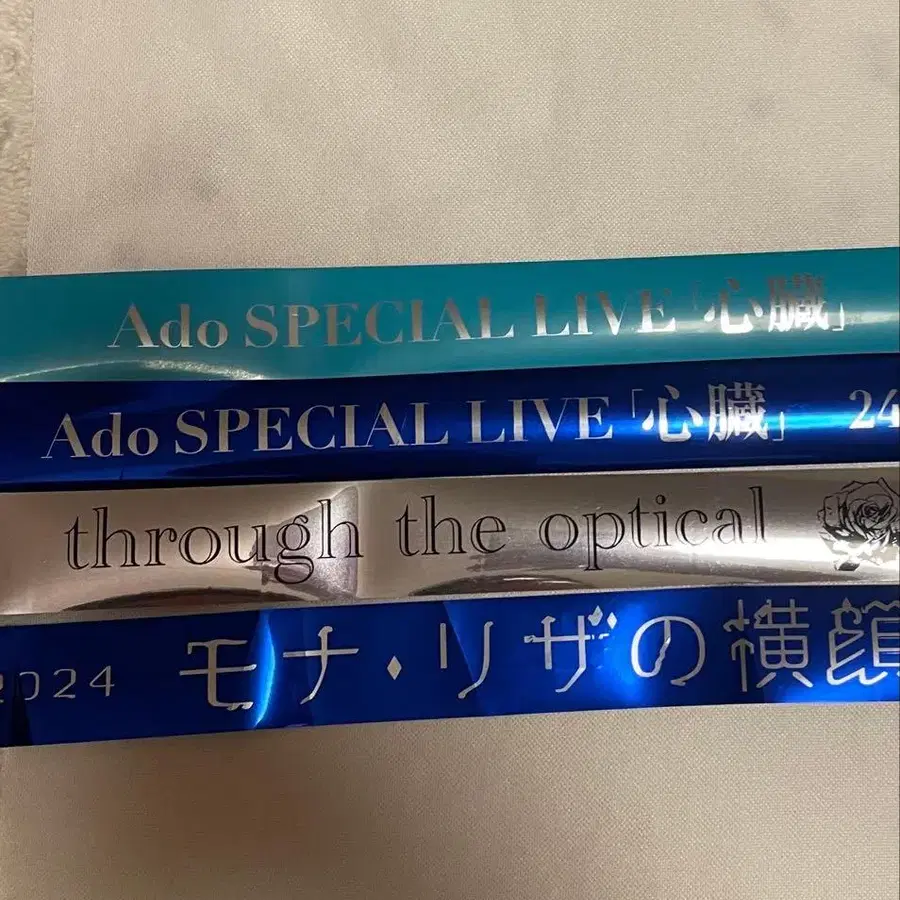 Ado SPECIAL LIVE「心臓」
Ado SPECIAL LIVE「心臓」 24
through the optical
2024 モナ・リザの横顔